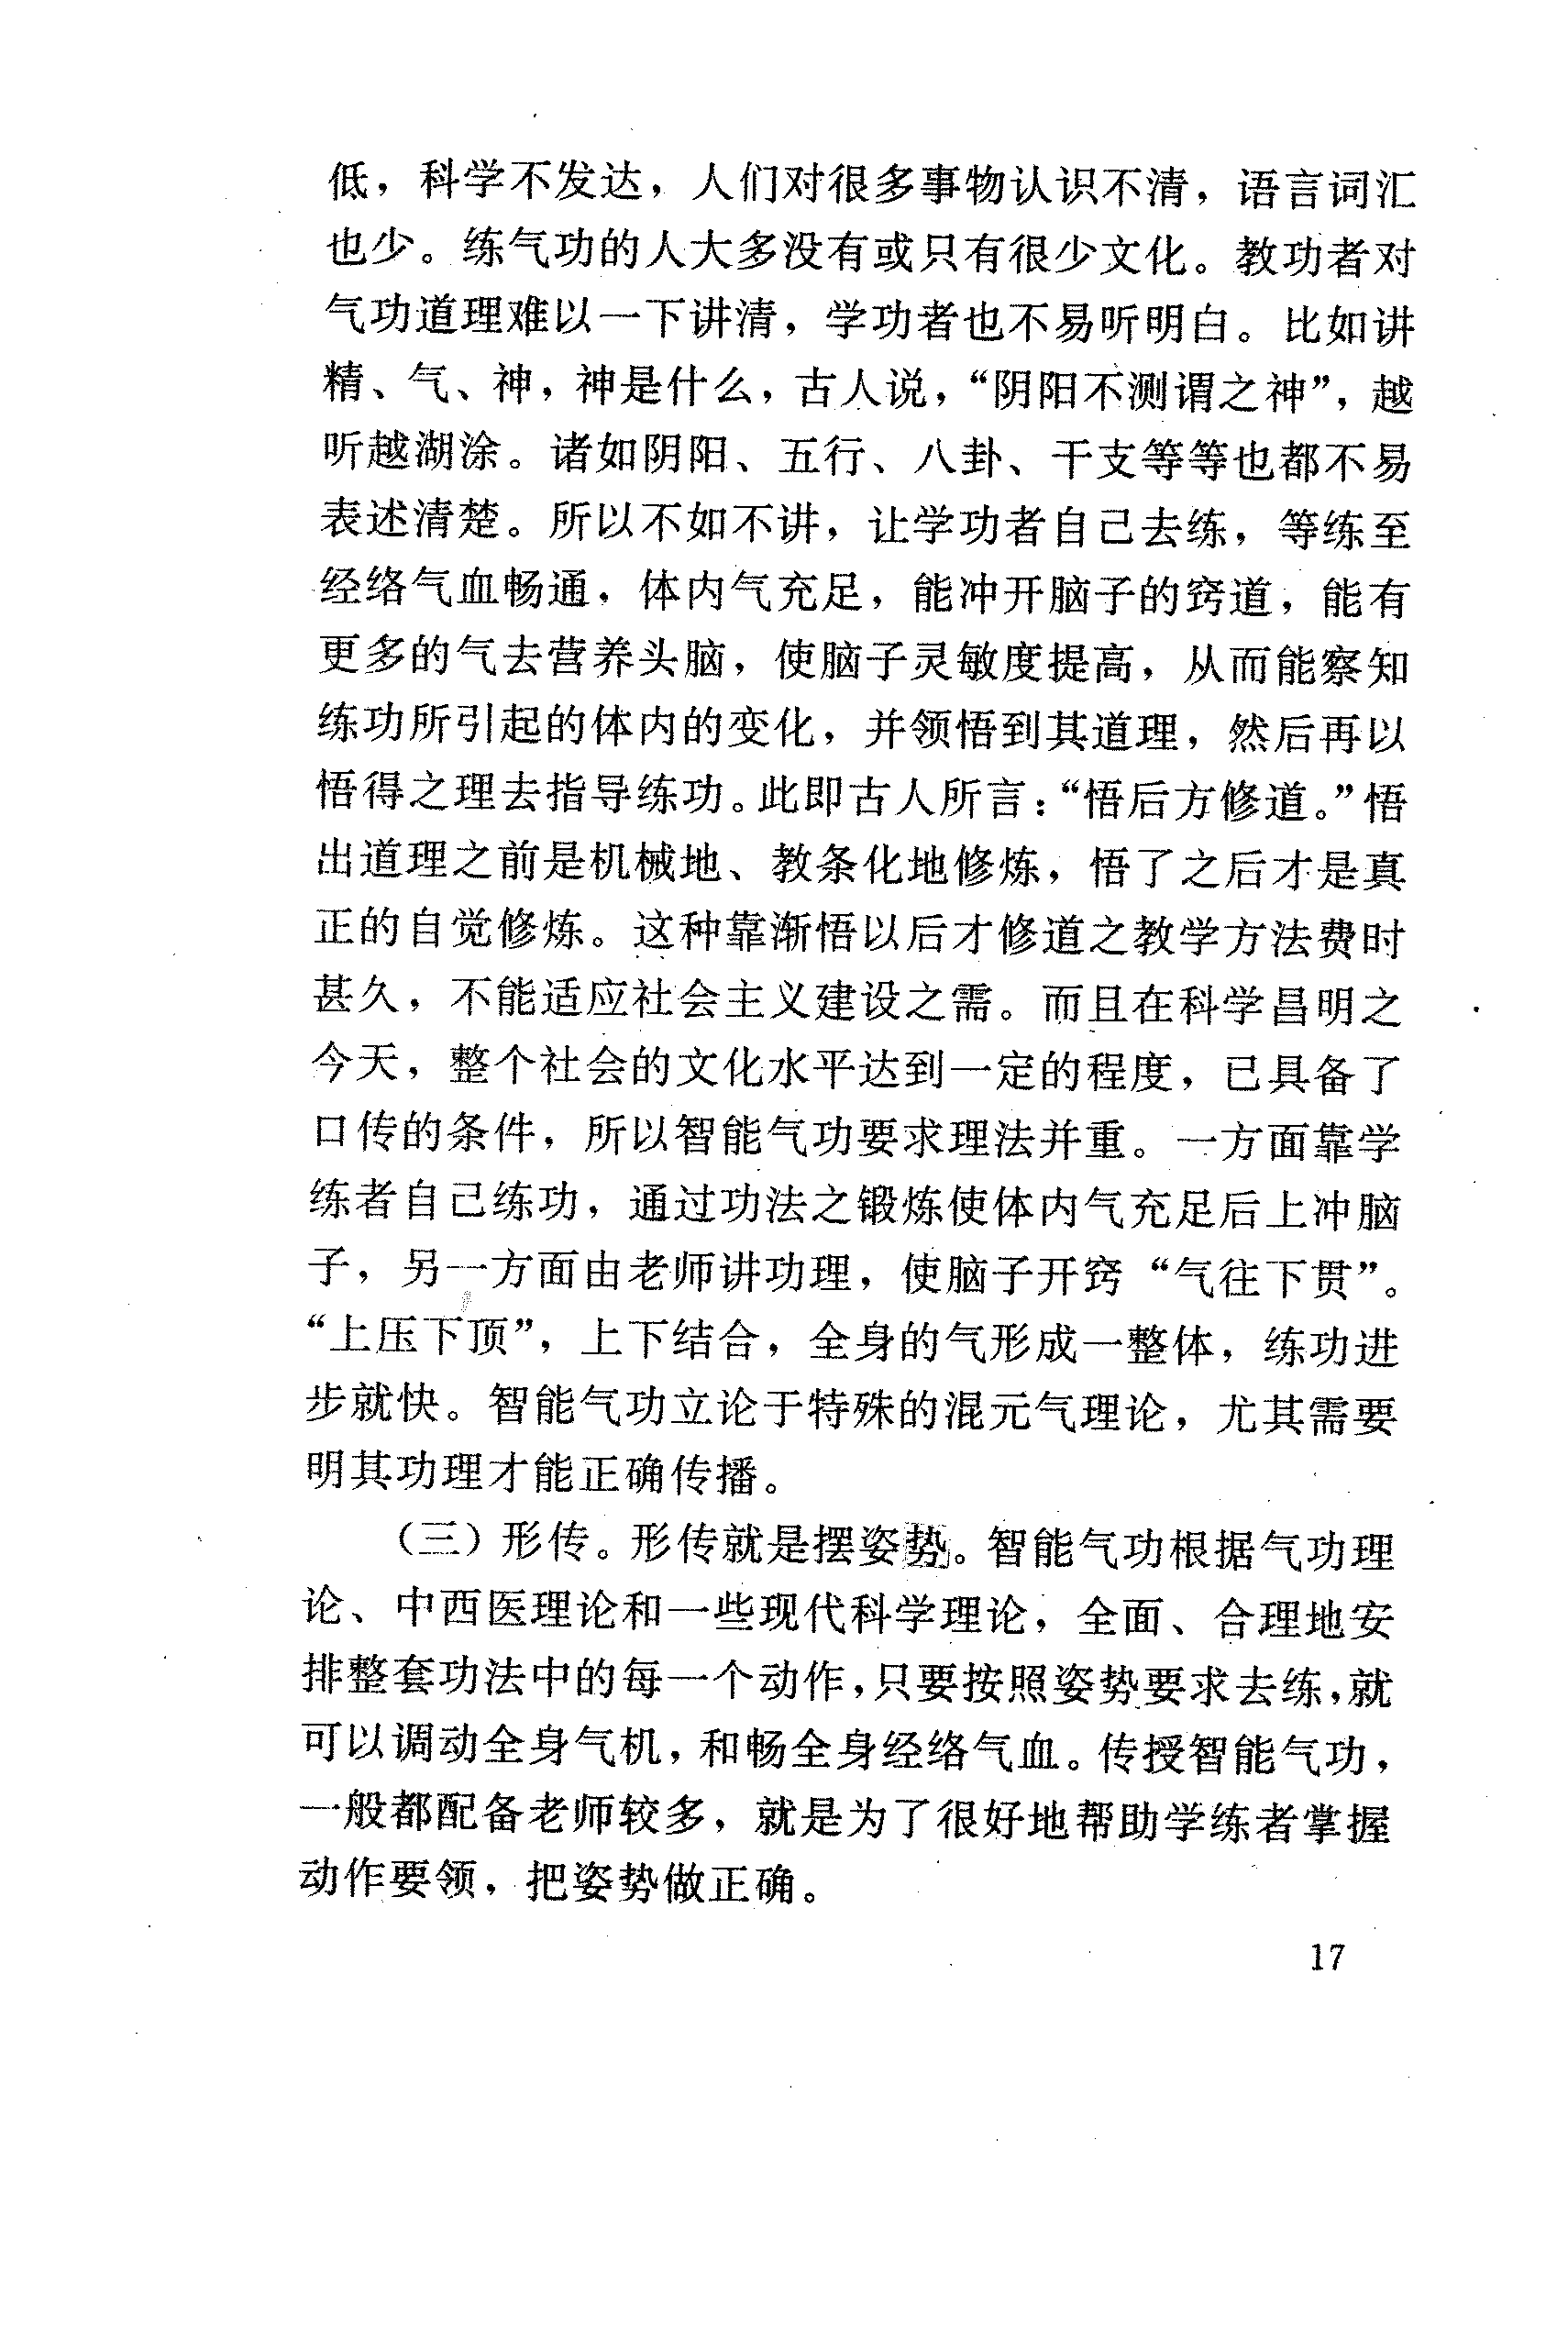 低，科学不发达，人们对很多事物认识不清，语言词汇
也少。练气功的人大多没有或只有很少文化。教功者对
气功道理难以一下讲清，学功者也不易听明白。比如讲
精、气、神，神是什么，古人说，“阴阳不测谓之神”，越
听越湖涂。诸如阴阳、五行、八卦、干支等等也都不易
表述清楚。所以不如不讲，让学功者自己去练，等练至
经络气血畅通，体内气充足，能冲开脑子的窍道，能有
更多的气去营养头脑，使脑子灵敏度提高，从而能察知
练功所引起的体内的变化，并领悟到其道理，然后再以
悟得之理去指导练功。此即古人所言：“悟后方修道。”悟
出道理之前是机械地、教条化地修炼，悟了之后才是真
正的自觉修炼。这种靠渐悟以后才修道之教学方法费时
甚久，不能适应社会主义建设之需。而且在科学昌明之
今天，整个社会的文化水平达到一定的程度，已具备了
口传的条件，所以智能气功要求理法并重。一方面靠学
练者自己练功，通过功法之锻炼使体内气充足后上冲脑
子，另一方面由老师讲功理，使脑子开窍“气往下贯”。
“上压下顶”，上下结合，全身的气形成一整体，练功进
步就快。智能气功立论于特殊的混元气理论，尤其需要
明其功理才能正确传播。
（三）形传。形传就是摆姿势。智能气功根据气功理
论、中西医理论和一些现代科学理论，全面、合理地安
排整套功法中的每一个动作，只要按照姿势要求去练，就
可以调动全身气机，和畅全身经络气血。传授智能气功，
一般都配备老师较多，就是为了很好地帮助学练者掌握
动作要领，把姿势做正确。
17